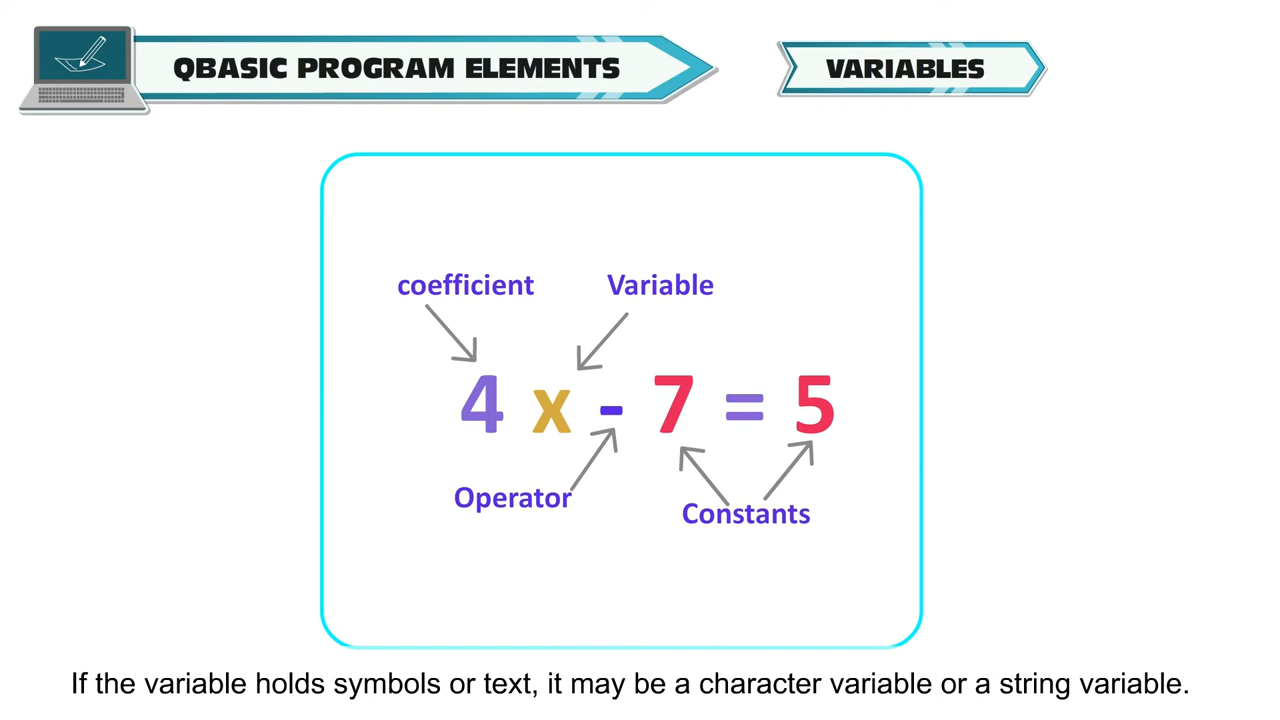 QBASIC PROGRAM ELEMENTS
VARIABLES
coefficient Variable
4 x - 7 = 5
Operator
Constants
If the variable holds symbols or text, it may be a character variable or a string variable.